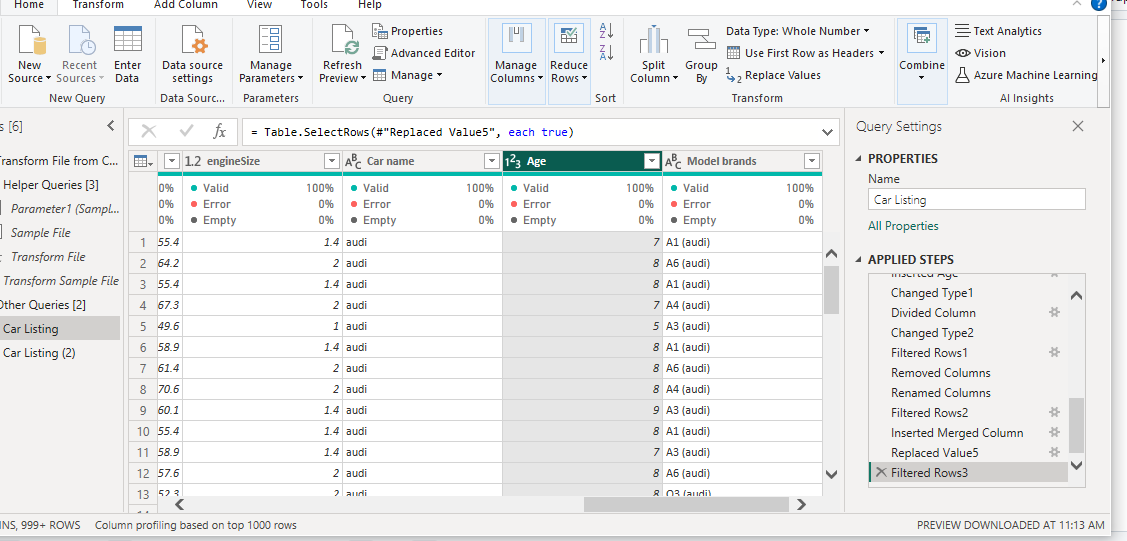 Home Transform Add Column View Tools Help
New Source Recent Sources Enter Data
Data source settings
Manage Parameters
Refresh Preview
Properties
Advanced Editor
Manage
Manage Columns
Reduce Rows
Split Column
Group By
Data Type: Whole Number
Use First Row as Headers
Replace Values
Combine
Text Analytics
Vision
Azure Machine Learning
New Query Data Sourc... Parameters Query Sort Transform AI Insights
s [6]
ransform File from C...
Helper Queries [3]
Parameter1 (Sampl...
Sample File
Transform File
Transform Sample File
Other Queries [2]
Car Listing
Car Listing (2)
fx = Table.SelectRows(#"Replaced Value5", each true)
1.2 engineSize ABC Car name 123 Age ABC Model brands
0% Valid 100% Valid 100% Valid 100% Valid 100%
0% Error 0% Error 0% Error 0% Error 0%
0% Empty 0% Empty 0% Empty 0% Empty 0%
1 55.4 1.4 audi 7 A1 (audi)
2 64.2 2 audi 8 A6 (audi)
3 55.4 1.4 audi 8 A1 (audi)
4 67.3 2 audi 7 A4 (audi)
5 49.6 1 audi 5 A3 (audi)
6 58.9 1.4 audi 8 A1 (audi)
7 61.4 2 audi 8 A6 (audi)
8 70.6 2 audi 8 A4 (audi)
9 60.1 1.4 audi 9 A3 (audi)
10 55.4 1.4 audi 8 A1 (audi)
11 58.9 1.4 audi 7 A3 (audi)
12 57.6 2 audi 8 A6 (audi)
13 52.3 2 audi 8 Q3 (audi)
Query Settings
PROPERTIES
Name
Car Listing
All Properties
APPLIED STEPS
Inserted Age
Changed Type1
Divided Column
Changed Type2
Filtered Rows1
Removed Columns
Renamed Columns
Filtered Rows2
Inserted Merged Column
Replaced Value5
Filtered Rows3
NS, 999+ ROWS Column profiling based on top 1000 rows PREVIEW DOWNLOADED AT 11:13 AM